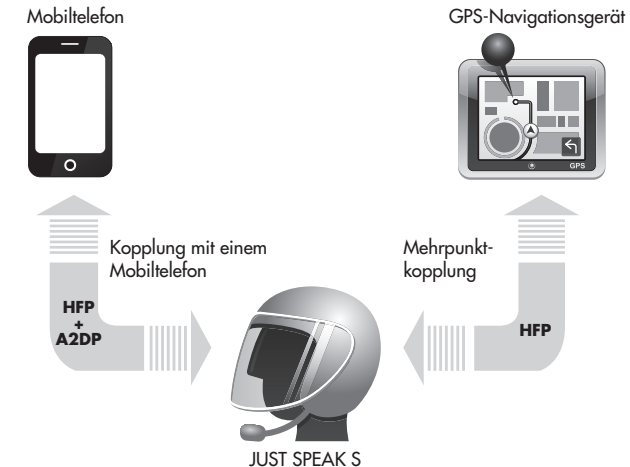 Mobiltelefon
GPS-Navigationsgerät
GPS
Kopplung mit einem
Mobiltelefon
Mehrpunkt-
kopplung
HFP
+
A2DP
HFP
JUST SPEAK S